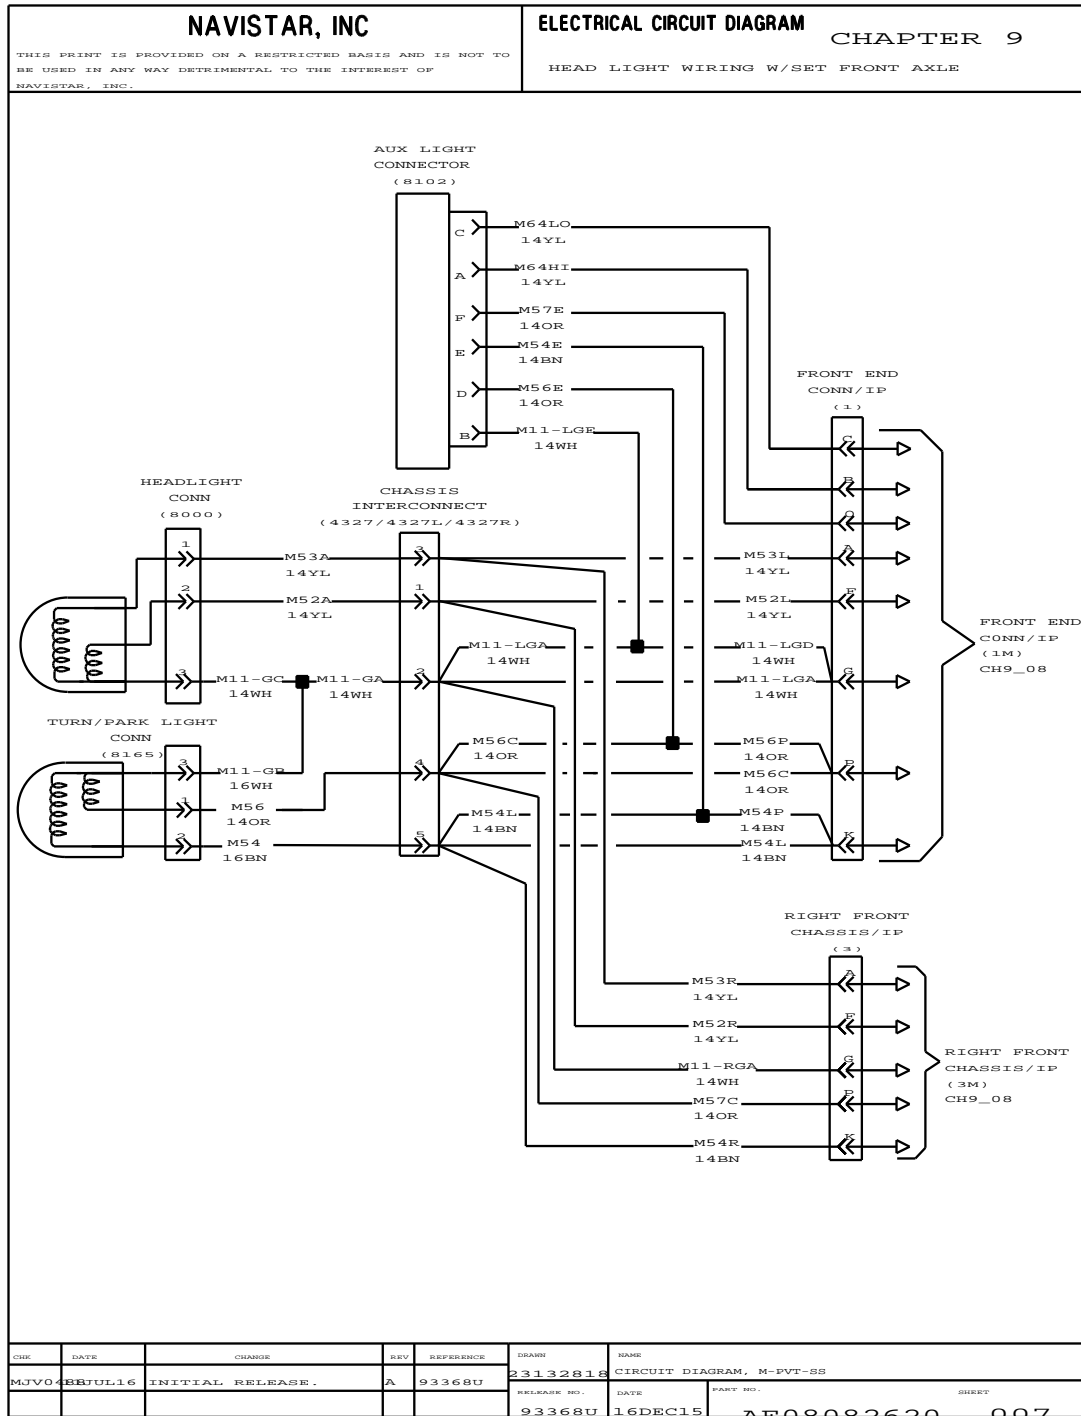 NAVISTAR, INC
THIS PRINT IS PROVIDED ON A RESTRICTED BASIS AND IS NOT TO
BE USED IN ANY WAY DETRIMENTAL TO THE INTEREST OF
NAVISTAR, INC.
ELECTRICAL CIRCUIT DIAGRAM
CHAPTER 9
HEAD LIGHT WIRING W/SET FRONT AXLE
AUX LIGHT
CONNECTOR
(8102)
C
M64LO
14YL
A
M64HI
14YL
F
M57E
14OR
E
M54E
14BN
D
M56E
14OR
B
M11-LGE
14WH
FRONT END
CONN/IP
(1)
C
B
O
A
F
G
P
K
HEADLIGHT
CONN
(8000)
1
2
3
CHASSIS
INTERCONNECT
(4327/4327L/4327R)
3
1
2
4
5
M53A
14YL
M52A
14YL
M11-GC
14WH
M11-GA
14WH
M53L
14YL
M52L
14YL
M11-LGA
14WH
M11-LGD
14WH
M11-LGA
14WH
FRONT END
CONN/IP
(1M)
CH9_08
TURN/PARK LIGHT
CONN
(8165)
3
1
2
M11-GB
16WH
M56
14OR
M54
16BN
M56C
14OR
M56P
14OR
M56C
14OR
M54L
14BN
M54P
14BN
M54L
14BN
RIGHT FRONT
CHASSIS/IP
(3)
A
F
G
P
K
M53R
14YL
M52R
14YL
M11-RGA
14WH
M57C
14OR
M54R
14BN
RIGHT FRONT
CHASSIS/IP
(3M)
CH9_08
CHK DATE CHANGE REV REFERENCE DRAWN NAME
INITIAL RELEASE. A 93368U 23132818 CIRCUIT DIAGRAM, M-PVT-SS
RELEASE NO. DATE PART NO. SHEET
93368U 16DEC15 007